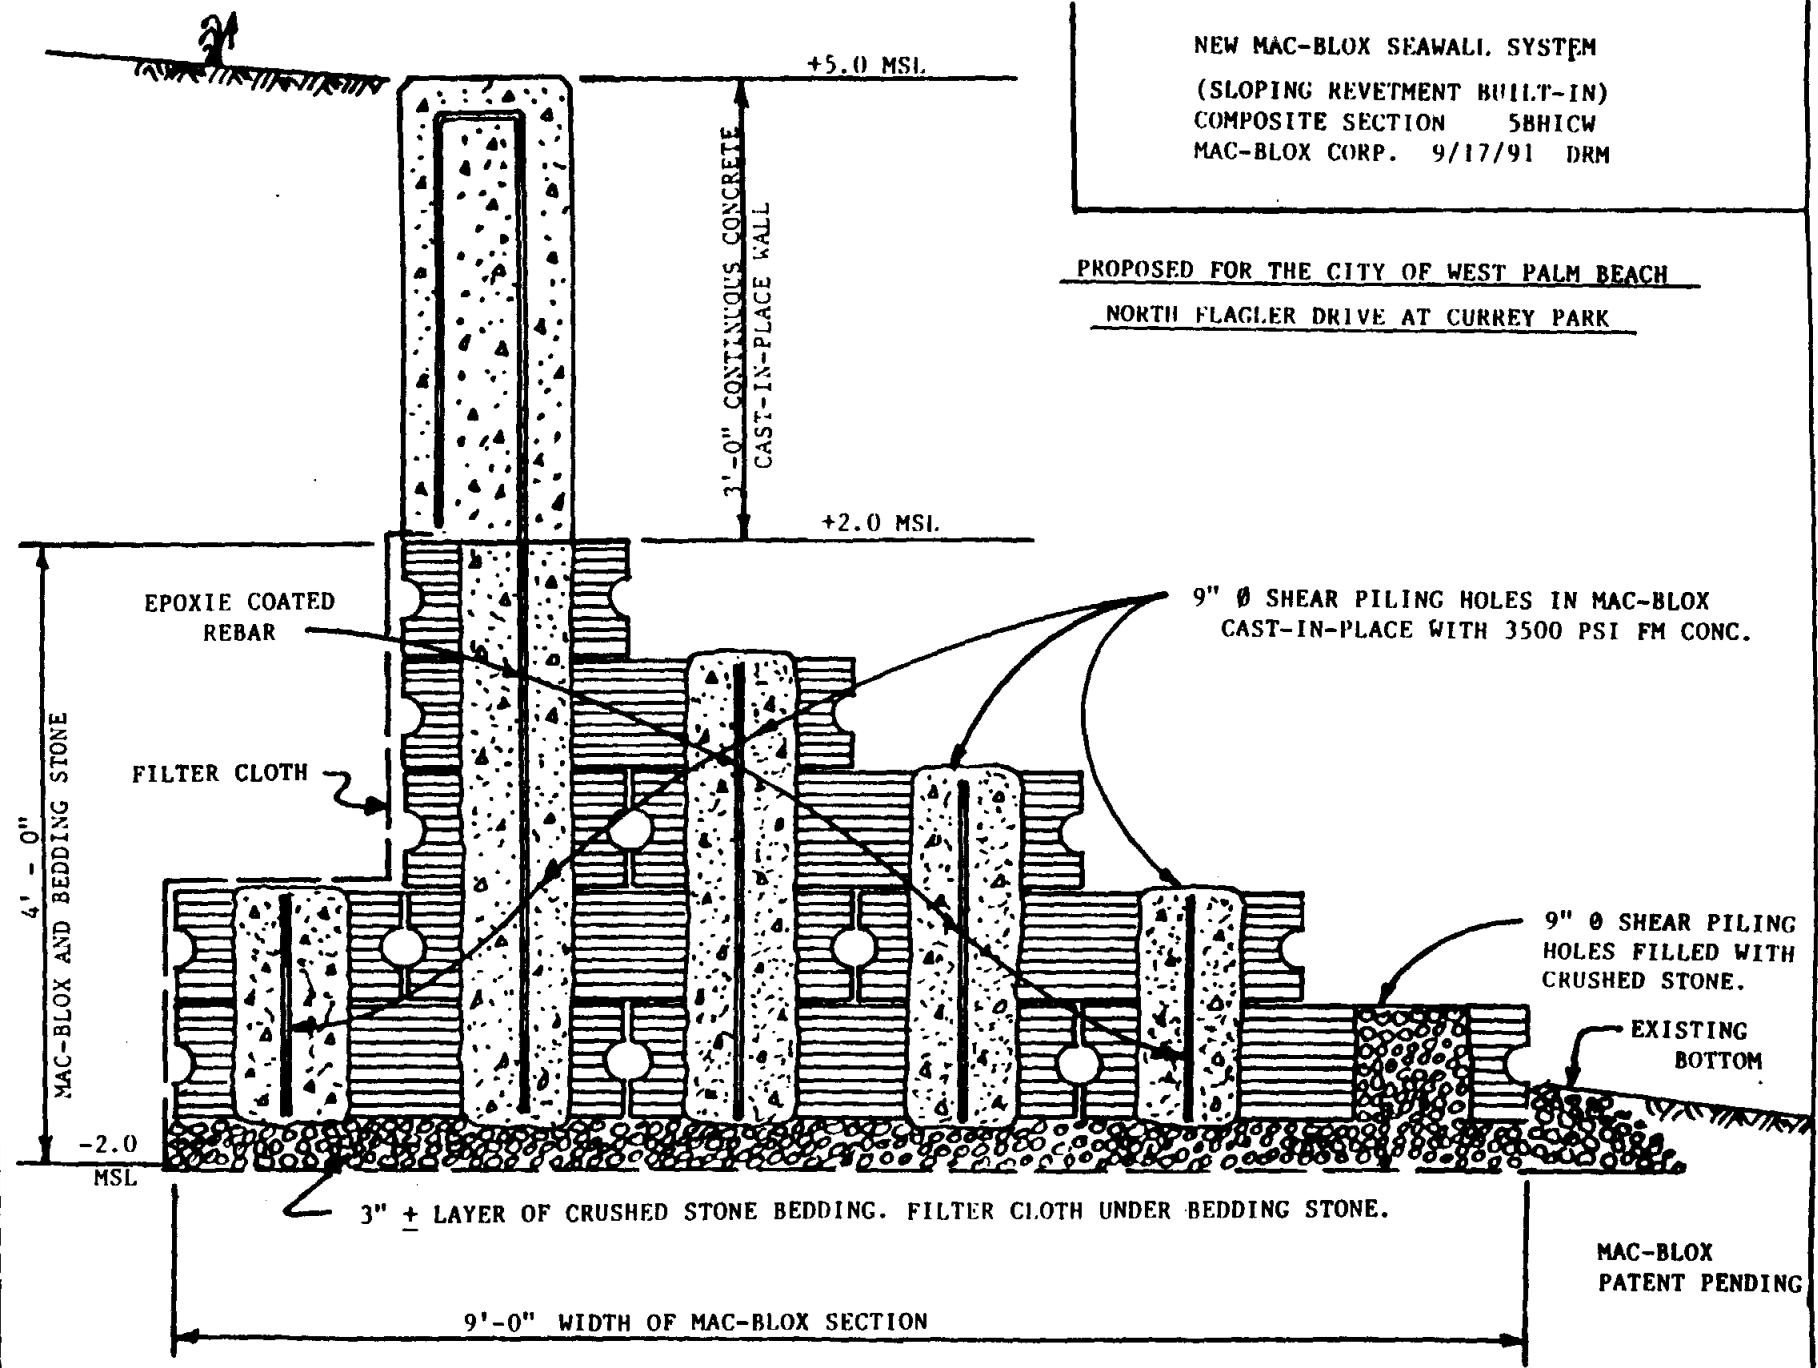 NEW MAC-BLOX SEAWALL SYSTEM
(SLOPING REVETMENT BUILT-IN)
COMPOSITE SECTION 5BHICW
MAC-BLOX CORP. 9/17/91 DRM
PROPOSED FOR THE CITY OF WEST PALM BEACH
NORTH FLAGLER DRIVE AT CURREY PARK
+5.0 MSL
3'-0" CONTINUOUS CONCRETE
CAST-IN-PLACE WALL
+2.0 MSL
EPOXIE COATED
REBAR
9" Ø SHEAR PILING HOLES IN MAC-BLOX
CAST-IN-PLACE WITH 3500 PSI FM CONC.
FILTER CLOTH
4' - 0"
MAC-BLOX AND BEDDING STONE
9" Ø SHEAR PILING
HOLES FILLED WITH
CRUSHED STONE.
EXISTING
BOTTOM
-2.0
MSL
3" ± LAYER OF CRUSHED STONE BEDDING. FILTER CLOTH UNDER BEDDING STONE.
MAC-BLOX
PATENT PENDING
9'-0" WIDTH OF MAC-BLOX SECTION